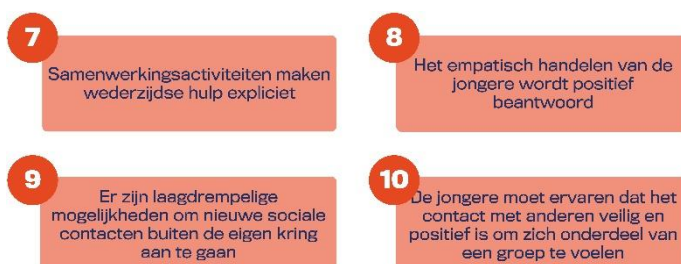 7
Samenwerkingsactiviteiten maken
wederzijdse hulp expliciet
8
Het empatisch handelen van de
jongere wordt positief
beantwoord
9
Er zijn laagdrempelige
mogelijkheden om nieuwe sociale
contacten buiten de eigen kring
aan te gaan
10
De jongere moet ervaren dat het
contact met anderen veilig en
positief is om zich onderdeel van
een groep te voelen